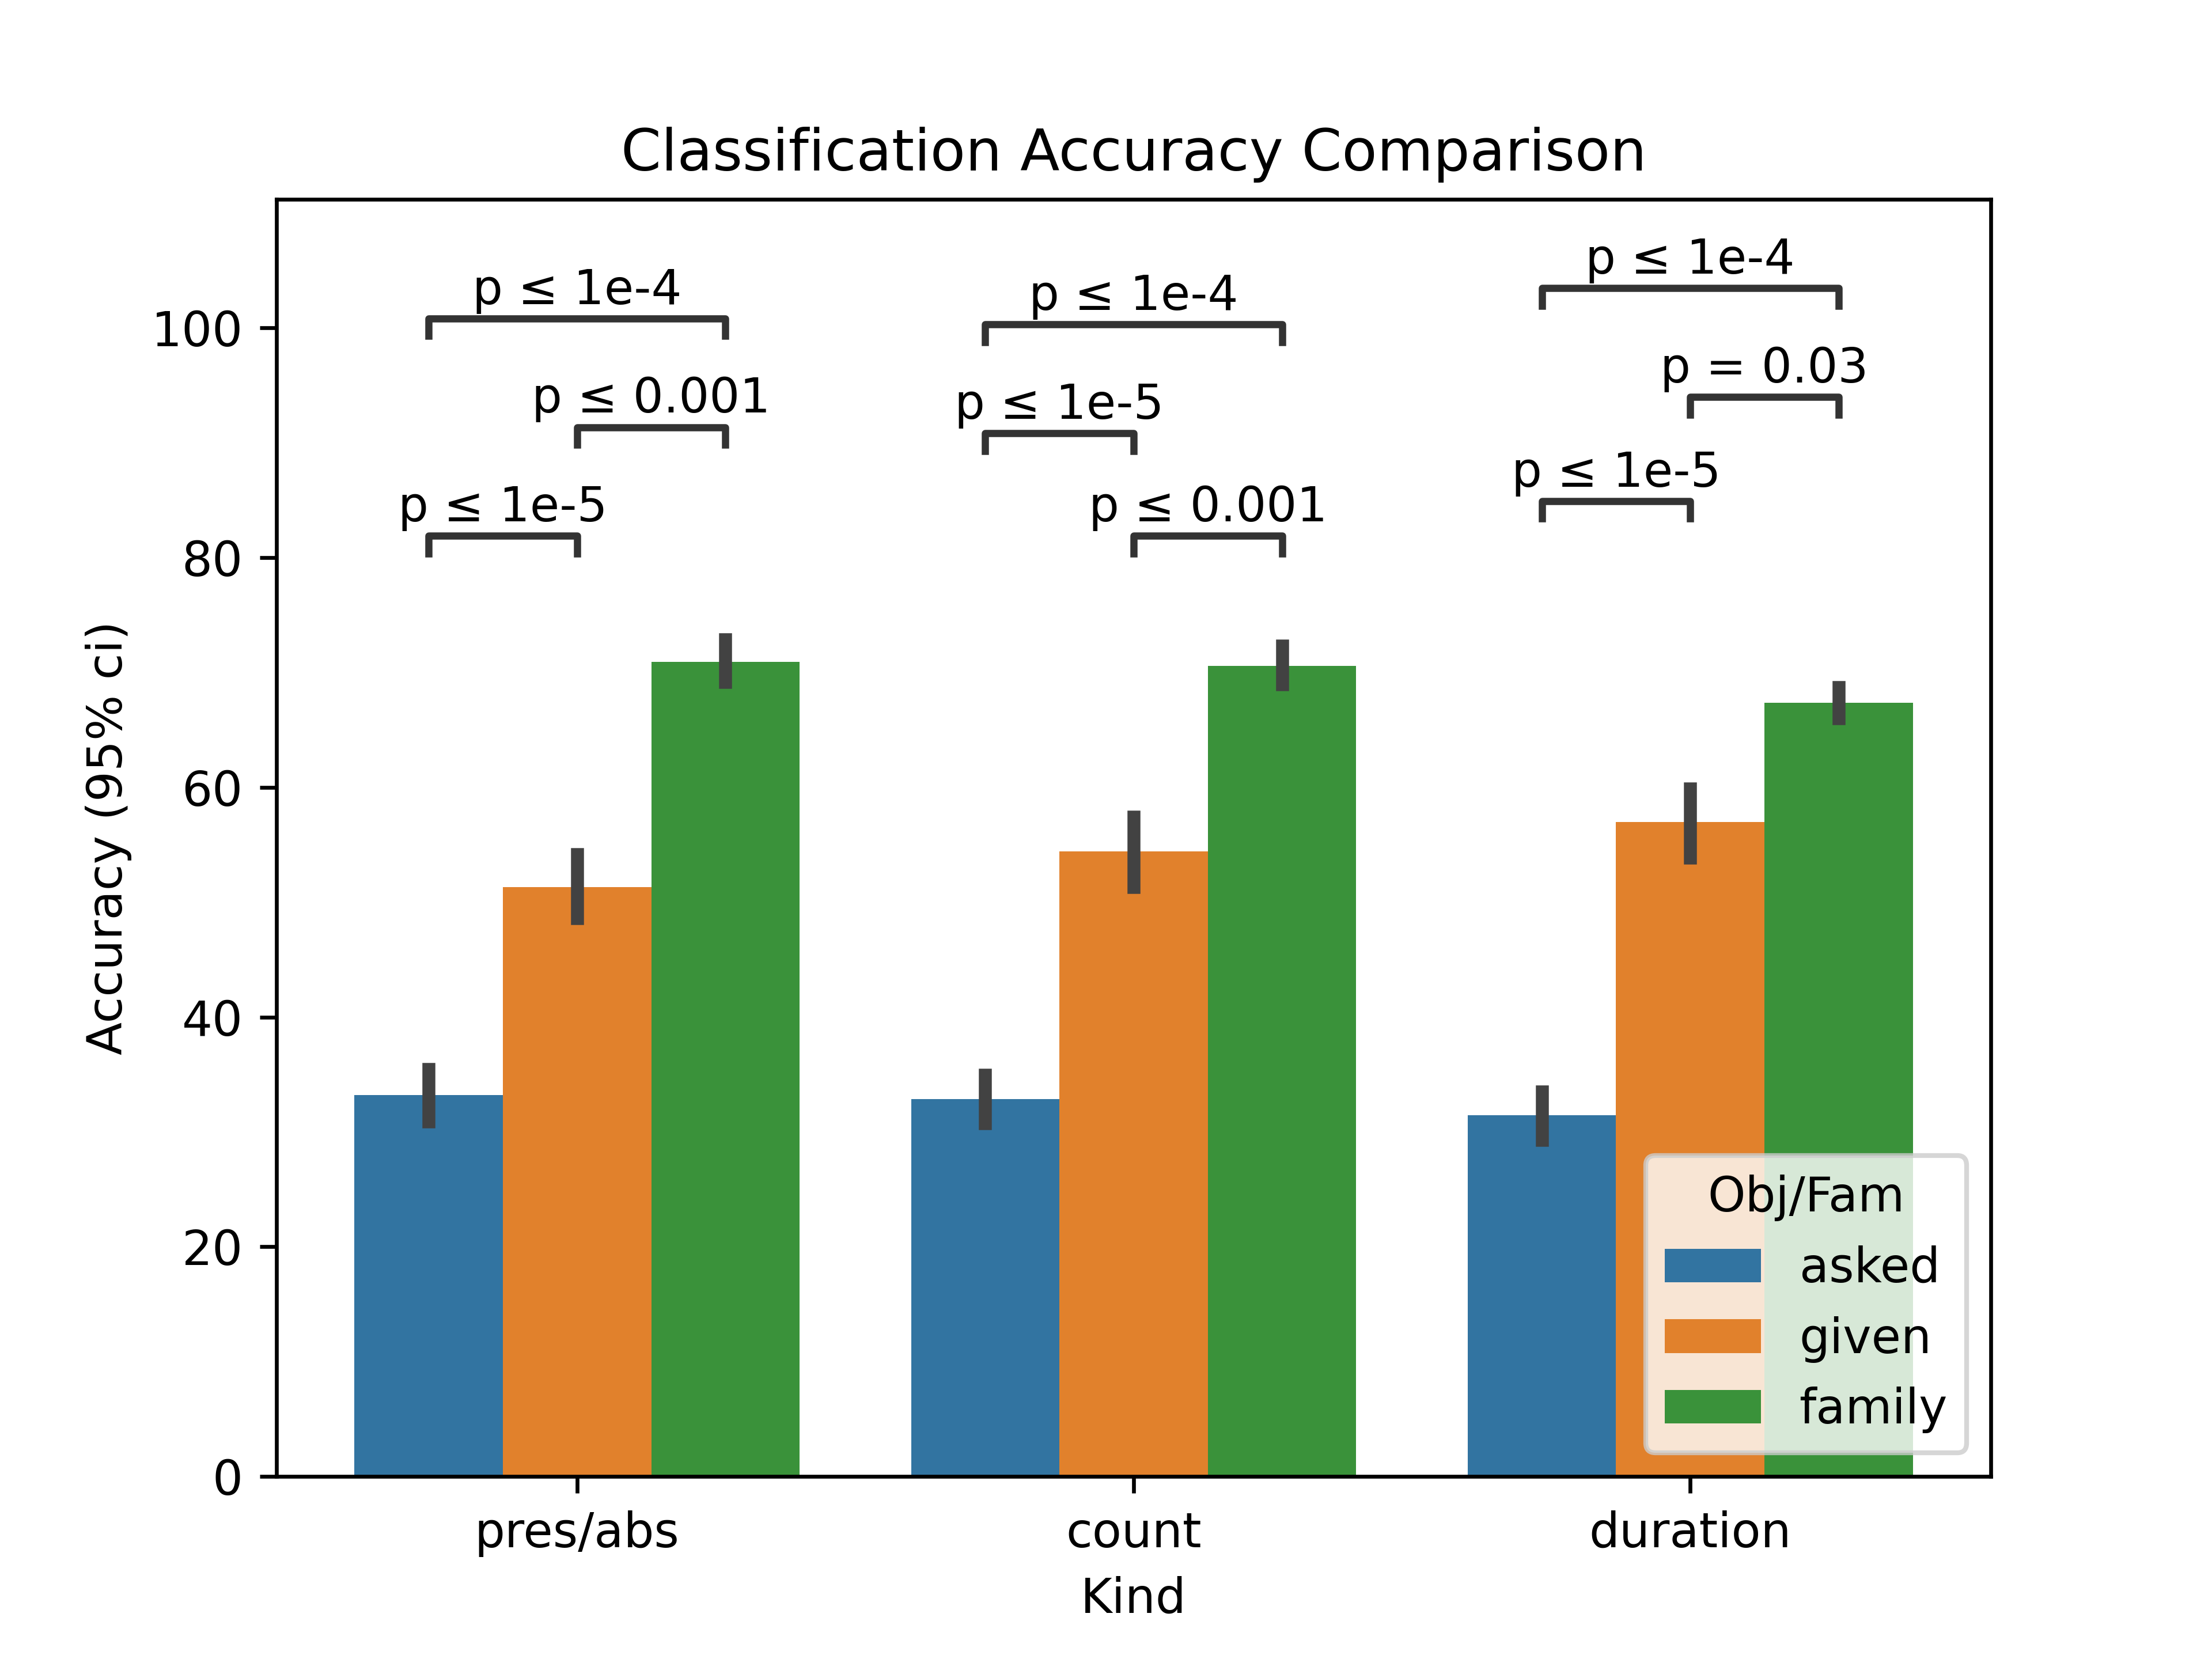 Classification Accuracy Comparison
p ≤ 1e-4
p ≤ 1e-4
p ≤ 1e-4
p ≤ 0.001
p ≤ 1e-5
p = 0.03
p ≤ 1e-5
p ≤ 0.001
p ≤ 1e-5
Accuracy (95% ci)
100
80
60
40
20
0
Obj/Fam
asked
given
family
pres/abs
count
duration
Kind